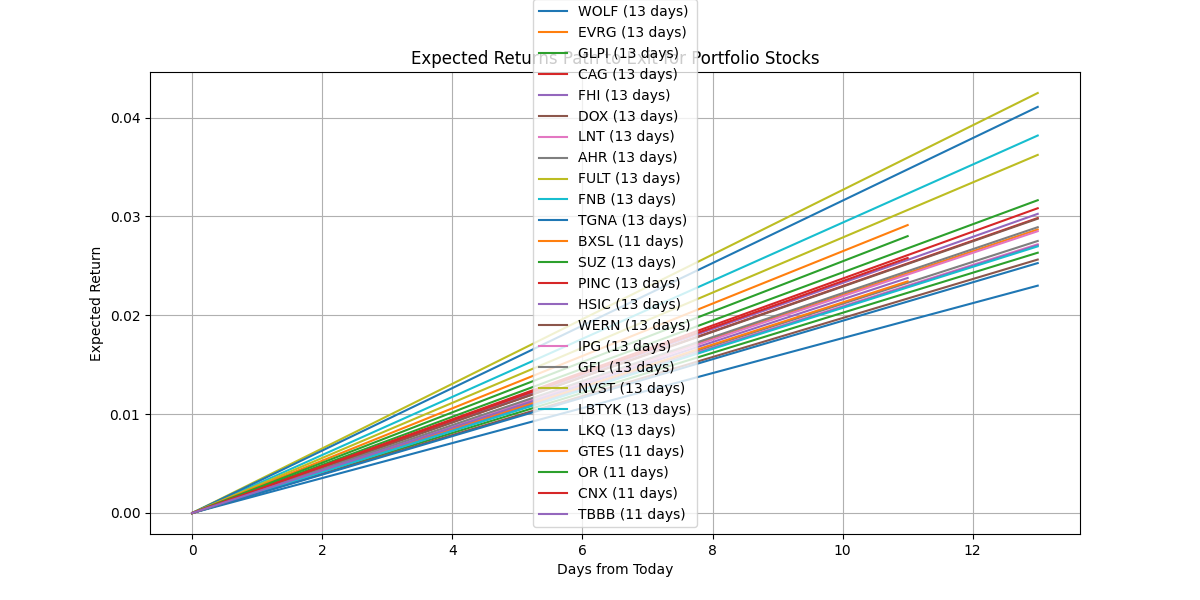 WOLF (13 days)
EVRG (13 days)
GLPI (13 days)
Expected Returns Path to Exit for Portfolio Stocks
CAG (13 days)
FHI (13 days)
DOX (13 days)
LNT (13 days)
AHR (13 days)
FULT (13 days)
FNB (13 days)
TGNA (13 days)
BXSL (11 days)
SUZ (13 days)
PINC (13 days)
HSIC (13 days)
WERN (13 days)
IPG (13 days)
GFL (13 days)
NVST (13 days)
LBTYK (13 days)
LKQ (13 days)
GTES (11 days)
OR (11 days)
CNX (11 days)
TBBB (11 days)
0.04
0.03
0.02
0.01
0.00
Expected Return
0 2 4 6 8 10 12
Days from Today